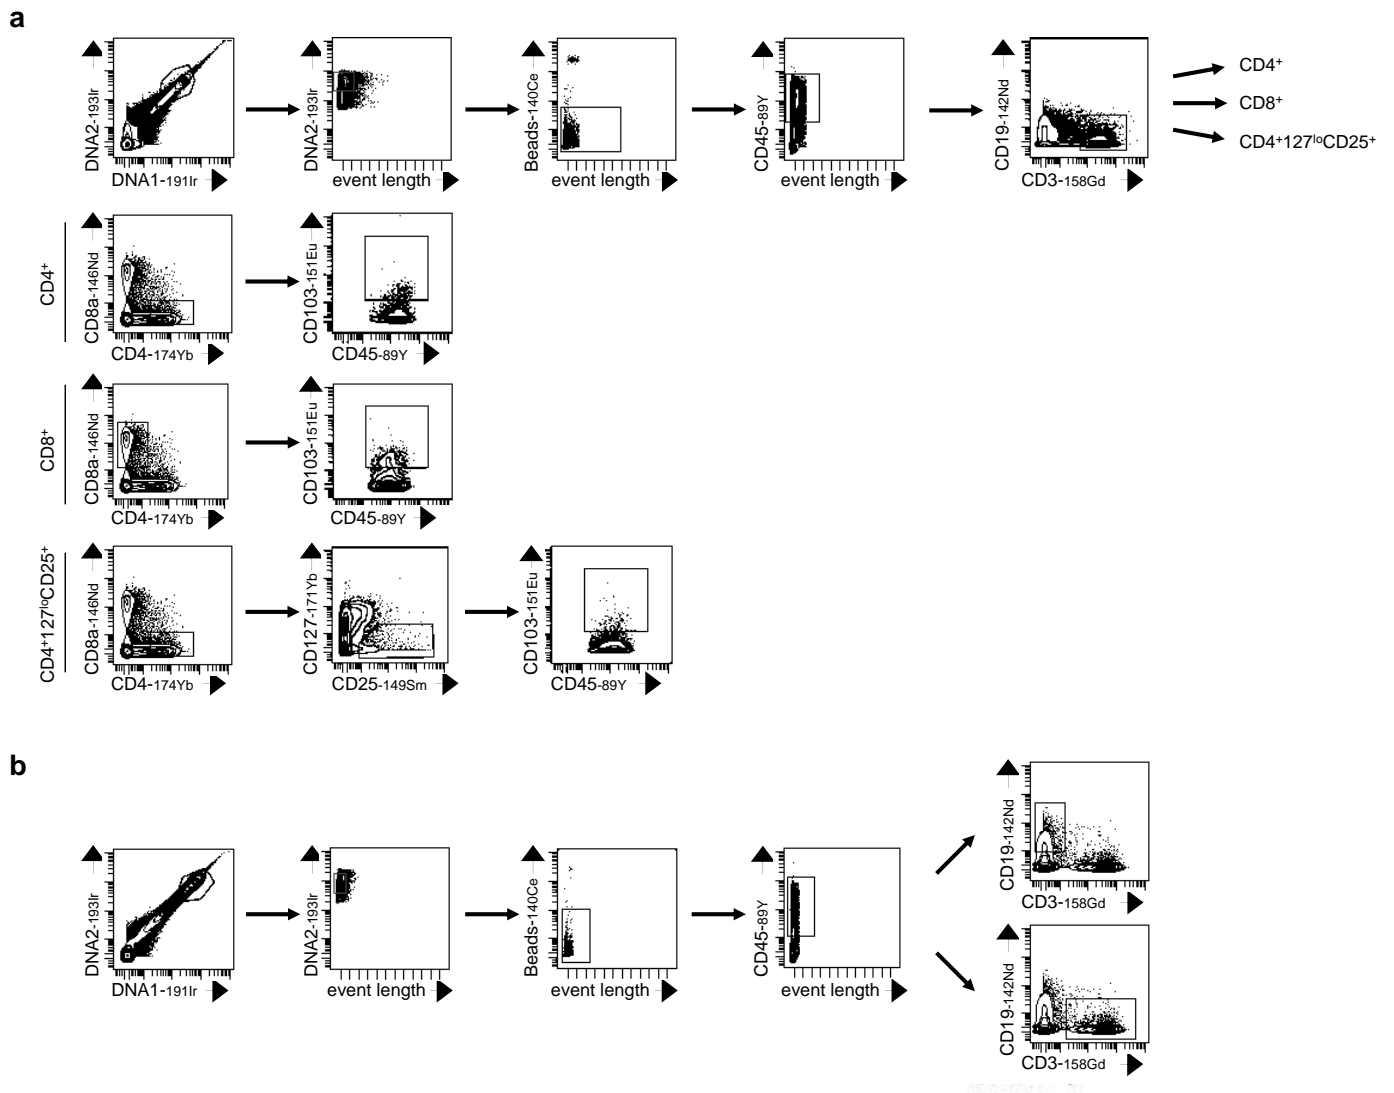 a
DNA2-193Ir
DNA1-191Ir
DNA2-193Ir
event length
Beads-140Ce
event length
CD45-89Y
event length
CD19-142Nd
CD3-158Gd
CD4⁺
CD8⁺
CD4⁺127ˡᵒCD25⁺
CD4⁺
CD8a-146Nd
CD4-174Yb
CD103-151Eu
CD45-89Y
CD8⁺
CD8a-146Nd
CD4-174Yb
CD103-151Eu
CD45-89Y
CD4⁺127ˡᵒCD25⁺
CD8a-146Nd
CD4-174Yb
CD127-171Yb
CD25-149Sm
CD103-151Eu
CD45-89Y
b
DNA2-193Ir
DNA1-191Ir
DNA2-193Ir
event length
Beads-140Ce
event length
CD45-89Y
event length
CD19-142Nd
CD3-158Gd
CD19-142Nd
CD3-158Gd